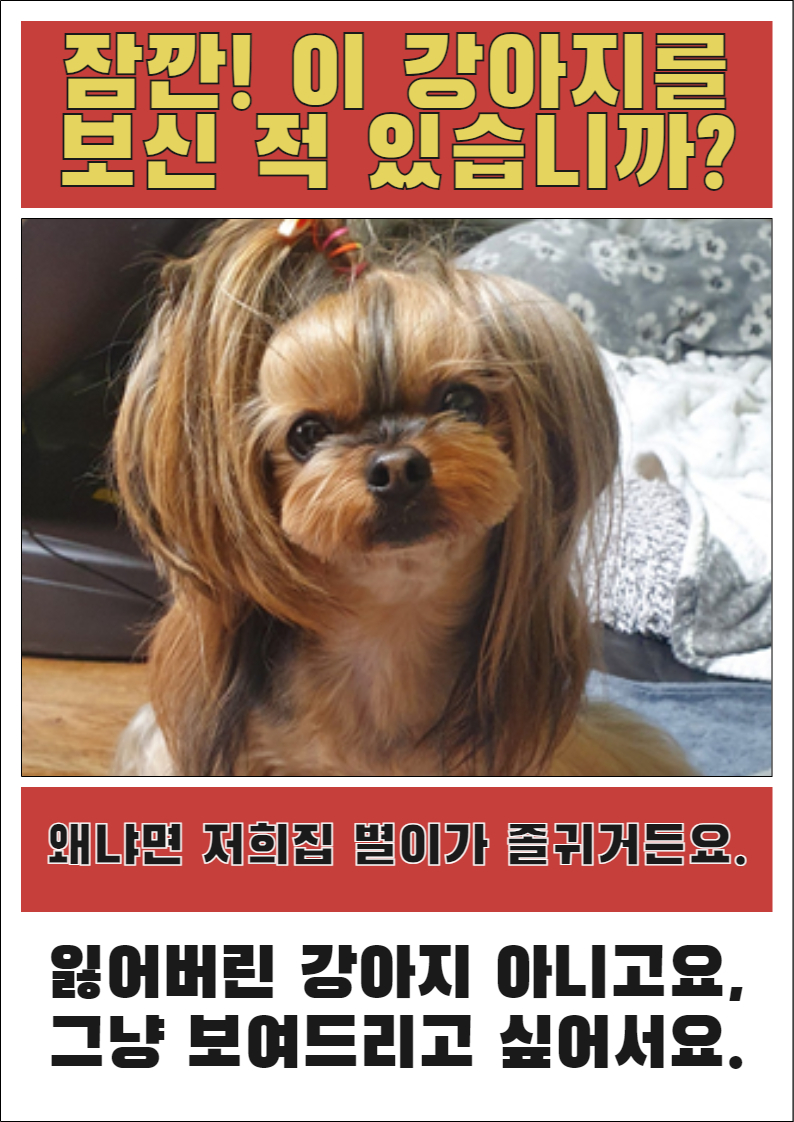 잠깐! 이 강아지를
보신 적 있습니까?
왜냐면 저희집 별이가 졸귀거든요.
잃어버린 강아지 아니고요,
그냥 보여드리고 싶어서요.